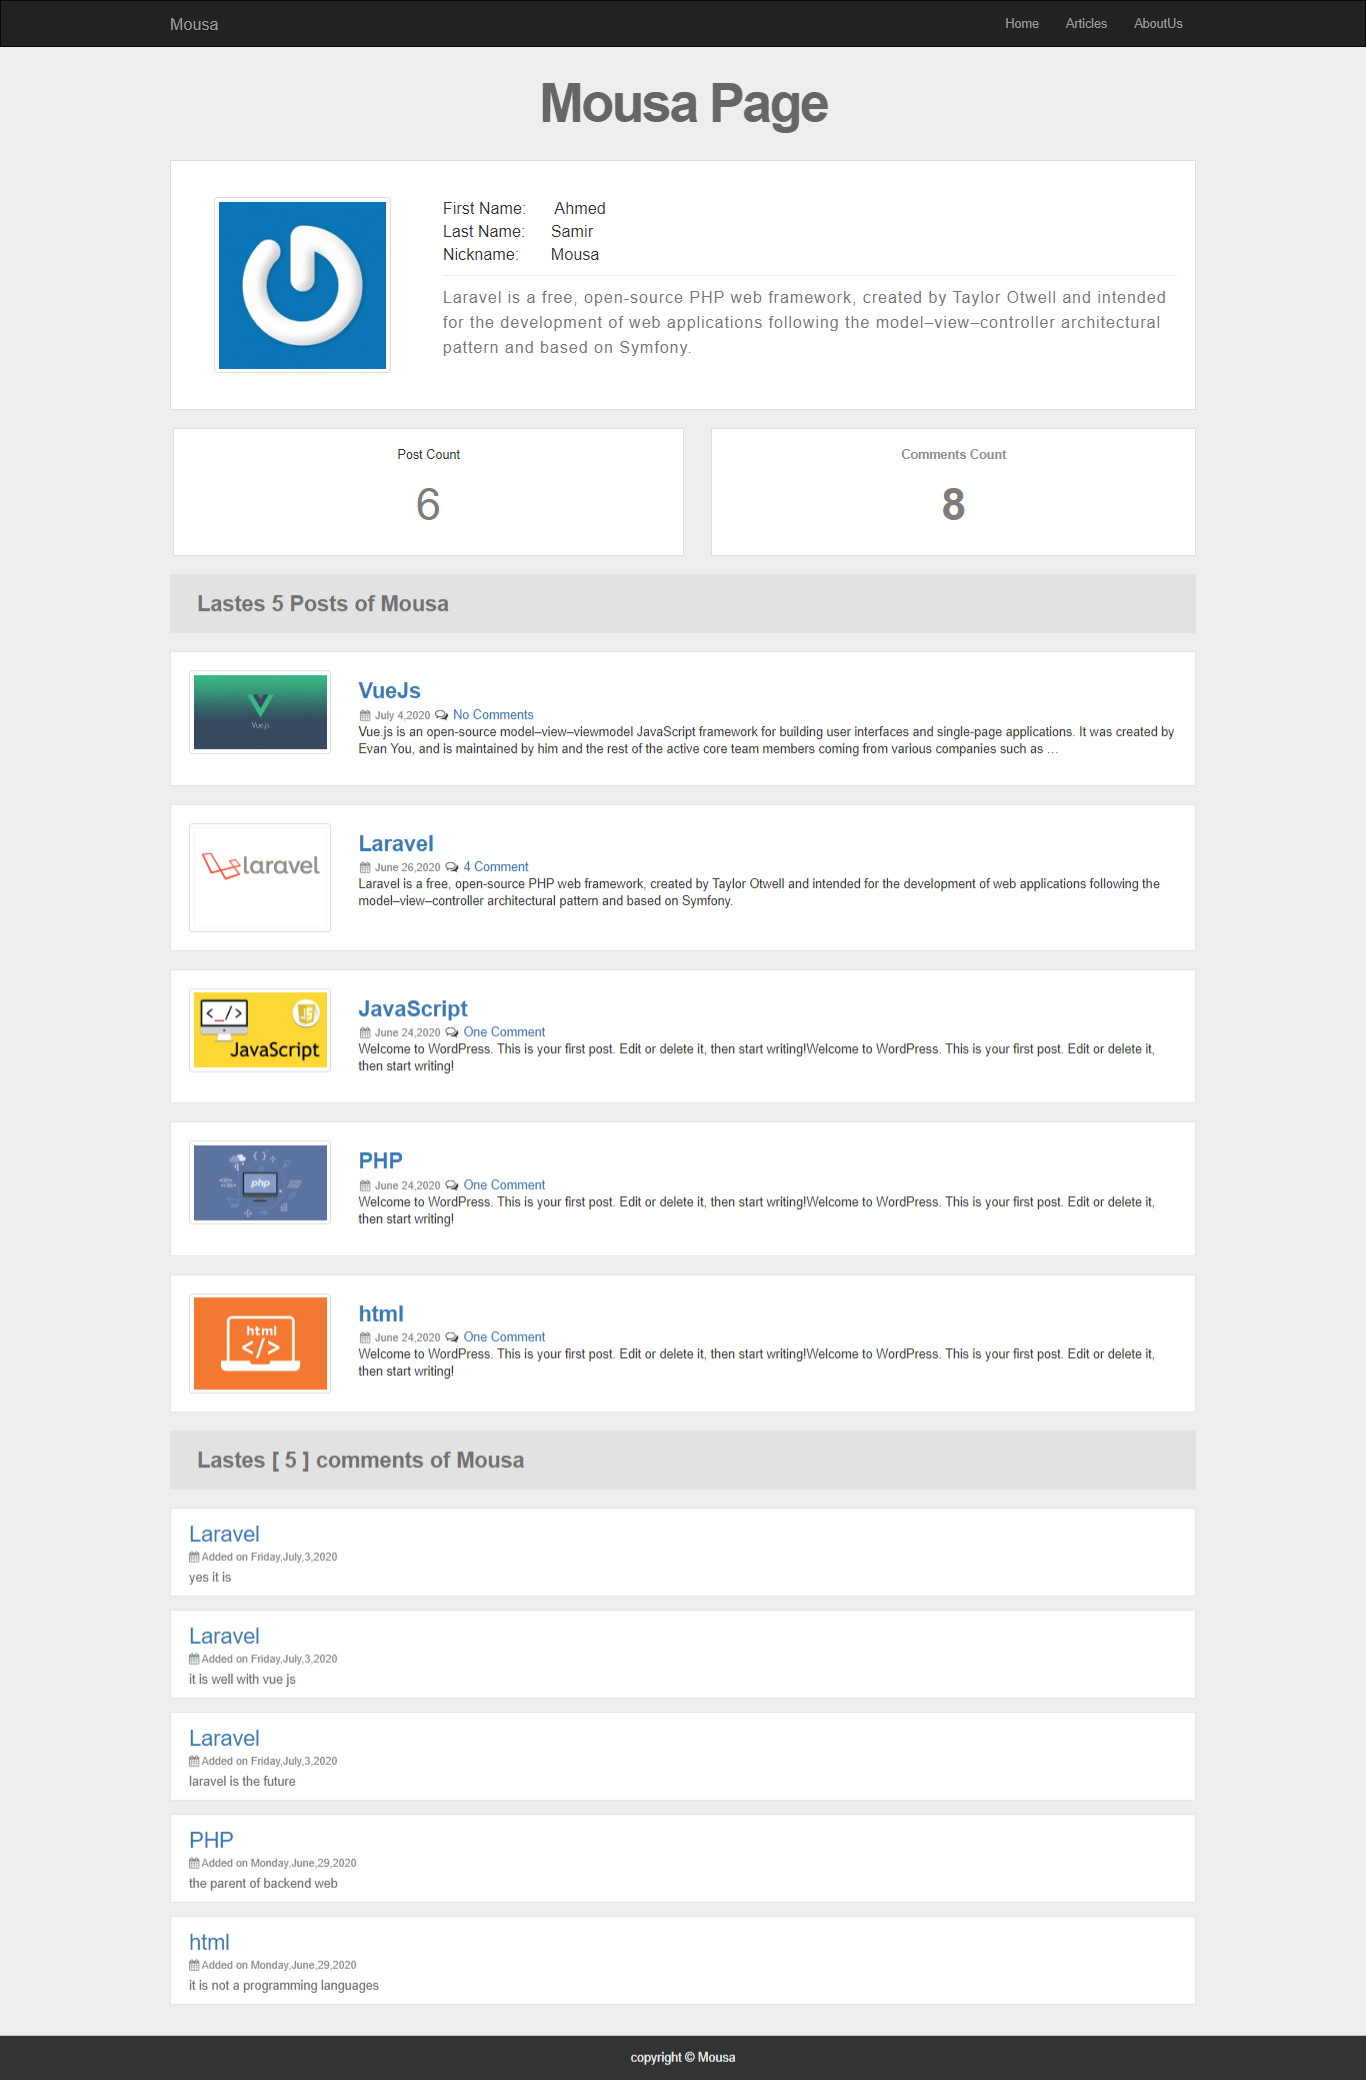 Mousa
Home Articles AboutUs
Mousa Page
First Name: Ahmed
Last Name: Samir
Nickname: Mousa
Laravel is a free, open-source PHP web framework, created by Taylor Otwell and intended
for the development of web applications following the model–view–controller architectural
pattern and based on Symfony.
Post Count
6
Comments Count
8
Lastes 5 Posts of Mousa
Vue.js
VueJs
July 4,2020 No Comments
Vue.js is an open-source model–view–viewmodel JavaScript framework for building user interfaces and single-page applications. It was created by
Evan You, and is maintained by him and the rest of the active core team members coming from various companies such as …
laravel
Laravel
June 26,2020 4 Comment
Laravel is a free, open-source PHP web framework, created by Taylor Otwell and intended for the development of web applications following the
model–view–controller architectural pattern and based on Symfony.
<_/>
JS
JavaScript
JavaScript
June 24,2020 One Comment
Welcome to WordPress. This is your first post. Edit or delete it, then start writing!Welcome to WordPress. This is your first post. Edit or delete it,
then start writing!
php
PHP
June 24,2020 One Comment
Welcome to WordPress. This is your first post. Edit or delete it, then start writing!Welcome to WordPress. This is your first post. Edit or delete it,
then start writing!
html
</>
html
June 24,2020 One Comment
Welcome to WordPress. This is your first post. Edit or delete it, then start writing!Welcome to WordPress. This is your first post. Edit or delete it,
then start writing!
Lastes [ 5 ] comments of Mousa
Laravel
Added on Friday,July,3,2020
yes it is
Laravel
Added on Friday,July,3,2020
it is well with vue js
Laravel
Added on Friday,July,3,2020
laravel is the future
PHP
Added on Monday,June,29,2020
the parent of backend web
html
Added on Monday,June,29,2020
it is not a programming languages
copyright © Mousa